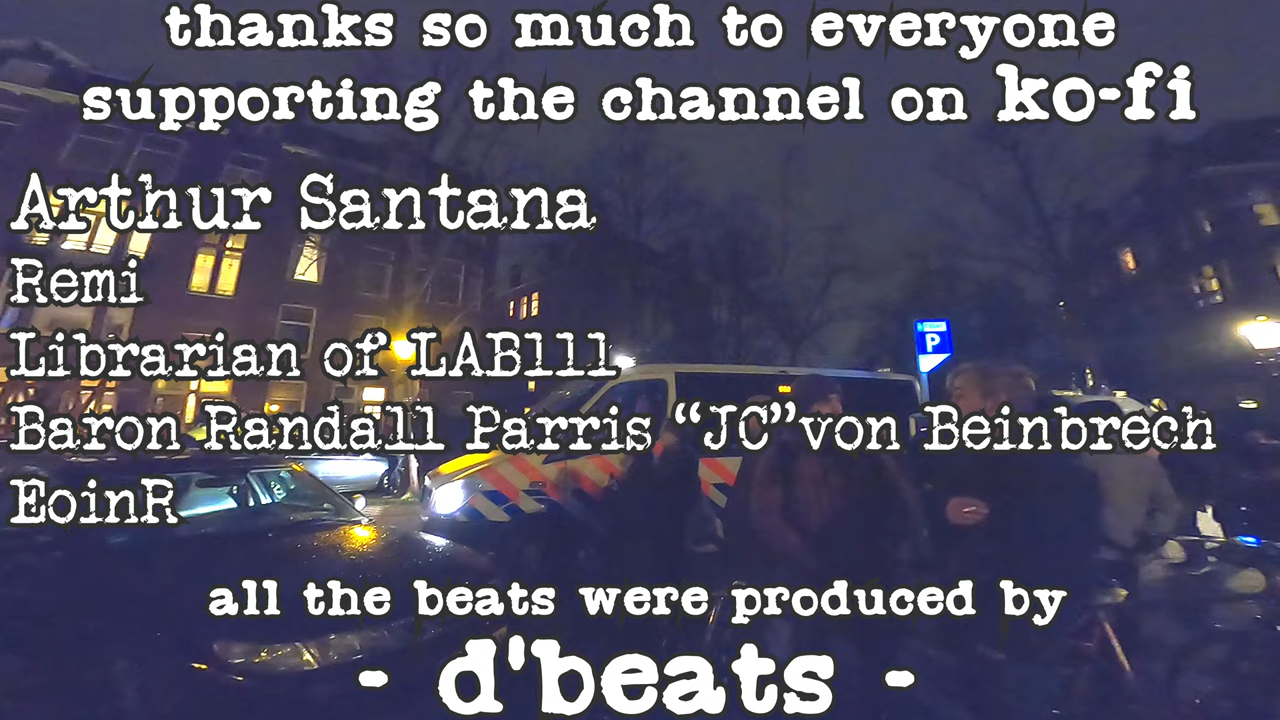 thanks so much to everyone
supporting the channel on ko-fi
Arthur Santana
Remi
Librarian of LAB111
Baron Randall Parris “JC”von Beinbrech
EoinR
P
all the beats were produced by
- d'beats -